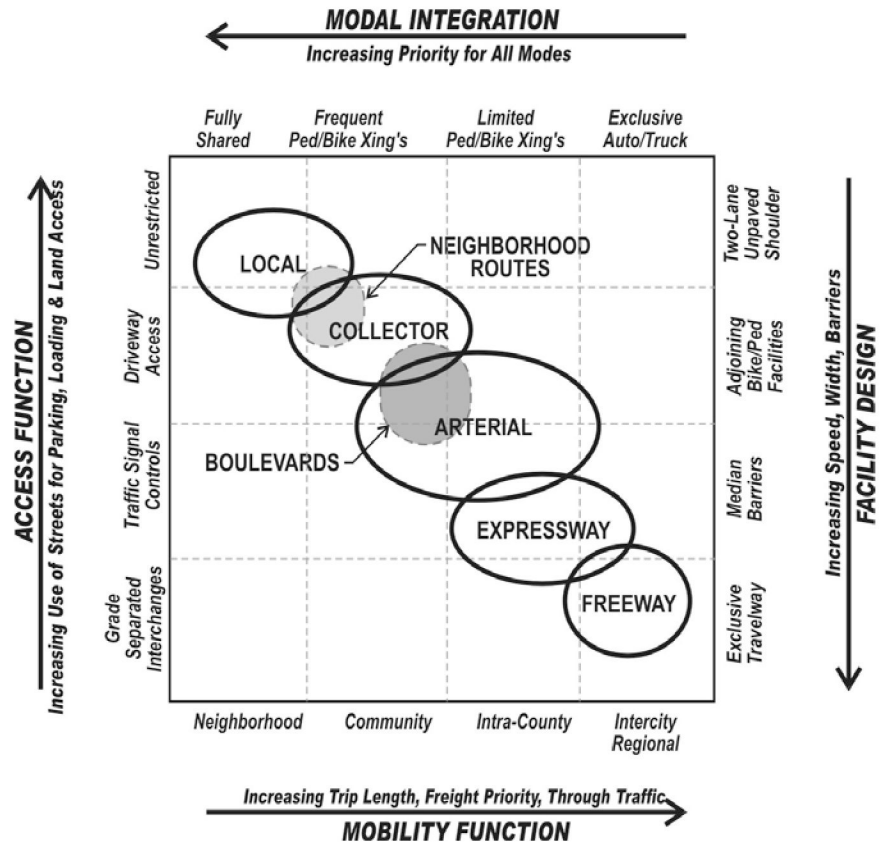 MODAL INTEGRATION
Increasing Priority for All Modes
Fully
Shared
Frequent
Ped/Bike Xing's
Limited
Ped/Bike Xing's
Exclusive
Auto/Truck
ACCESS FUNCTION
Increasing Use of Streets for Parking, Loading & Land Access
Unrestricted
Driveway
Access
Traffic Signal
Controls
Grade
Separated
Interchanges
LOCAL
NEIGHBORHOOD
ROUTES
COLLECTOR
ARTERIAL
BOULEVARDS
EXPRESSWAY
FREEWAY
Two-Lane
Unpaved
Shoulder
Adjoining
Bike/Ped
Facilities
Median
Barriers
Exclusive
Travelway
Increasing Speed, Width, Barriers
FACILITY DESIGN
Neighborhood
Community
Intra-County
Intercity
Regional
Increasing Trip Length, Freight Priority, Through Traffic
MOBILITY FUNCTION